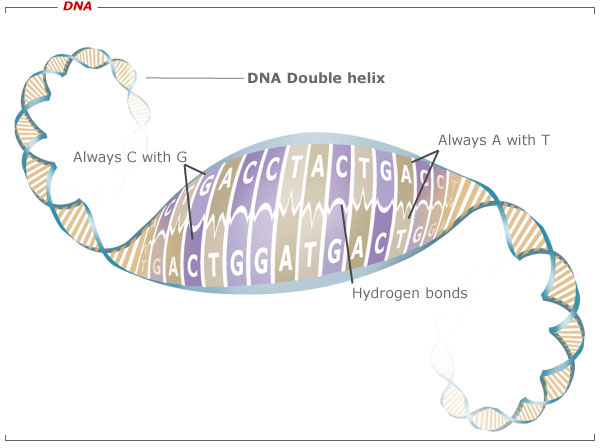 DNA
DNA Double helix
Always C with G
Always A with T
C T G A C C T A C T G A C C T
T G A C T G G A T G A C T G G
Hydrogen bonds